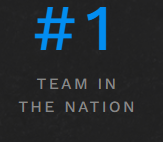 #1
TEAM IN
THE NATION